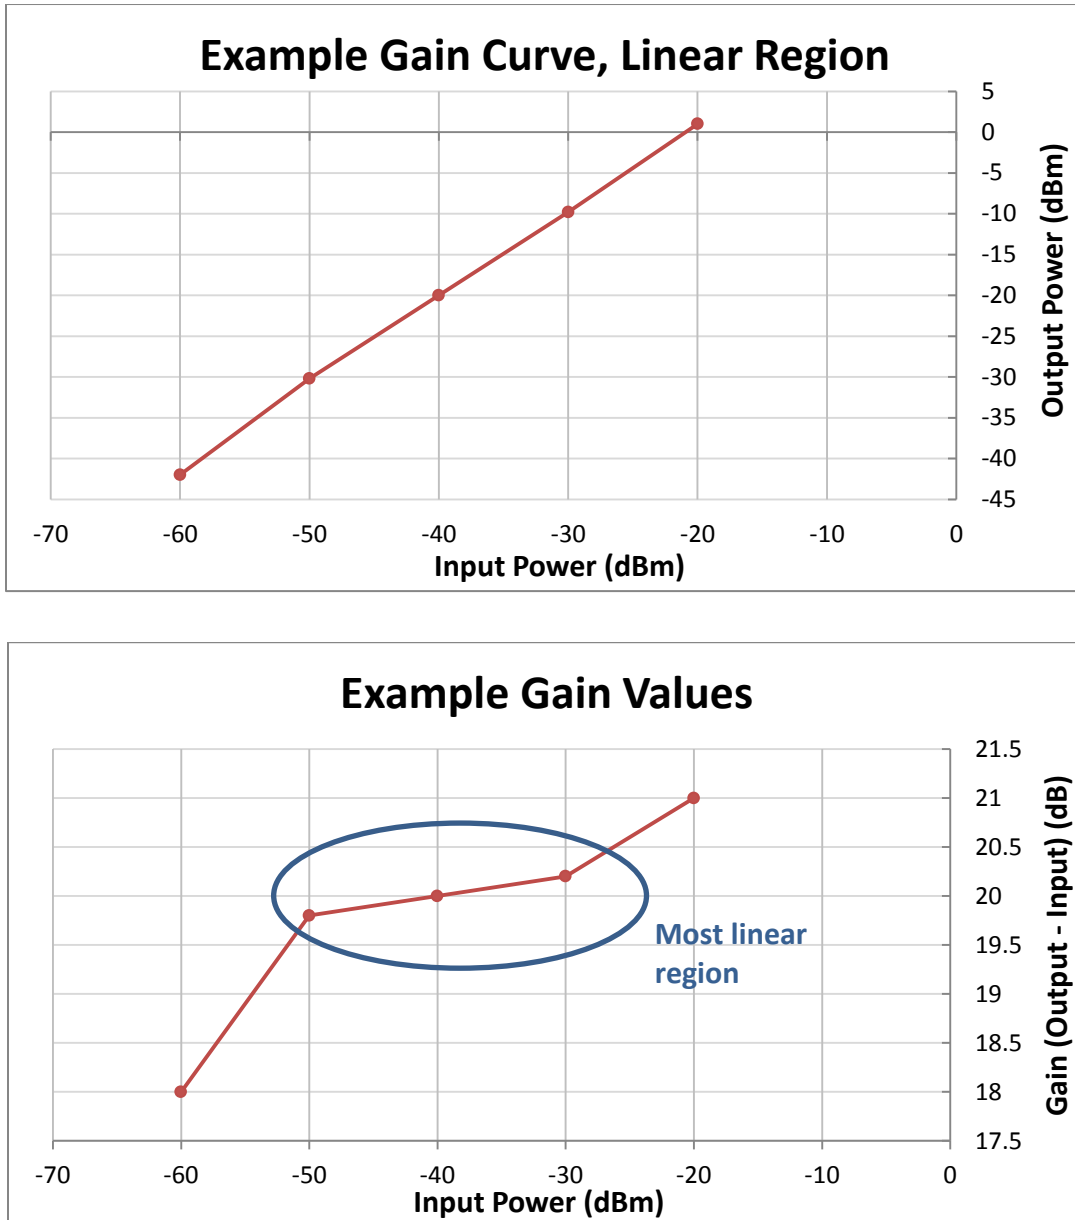 Example Gain Curve, Linear Region
5
0
-5
-10
-15
-20
-25
-30
-35
-40
-45
Output Power (dBm)
-70 -60 -50 -40 -30 -20 -10 0
Input Power (dBm)
Example Gain Values
21.5
21
20.5
20
19.5
19
18.5
18
17.5
Gain (Output - Input) (dB)
Most linear
region
-70 -60 -50 -40 -30 -20 -10 0
Input Power (dBm)